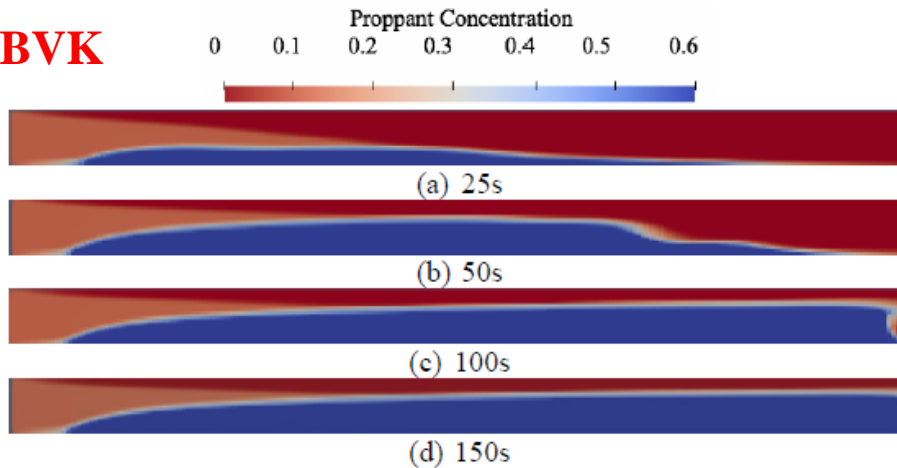 Proppant Concentration
BVK
0 0.1 0.2 0.3 0.4 0.5 0.6
(a) 25s
(b) 50s
(c) 100s
(d) 150s